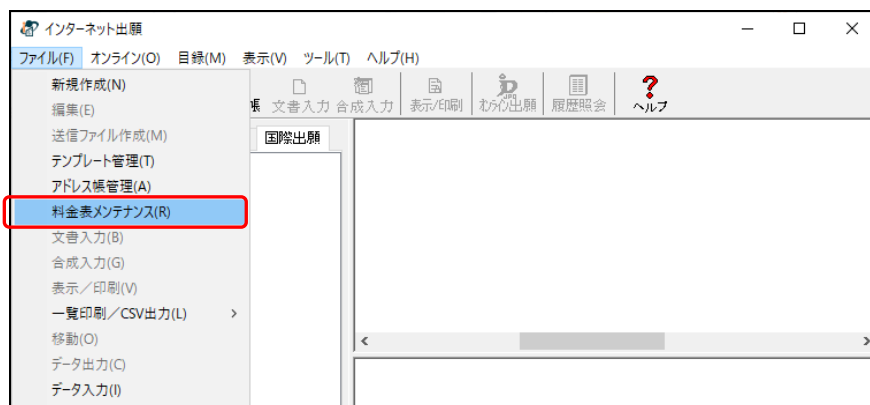 インターネット出願
ファイル(F) オンライン(O) 目録(M) 表示(V) ツール(T) ヘルプ(H)
新規作成(N)
編集(E)
送信ファイル作成(M)
テンプレート管理(T)
アドレス帳管理(A)
料金表メンテナンス(R)
文書入力(B)
合成入力(G)
表示／印刷(V)
一覧印刷／CSV出力(L)
移動(O)
データ出力(C)
データ入力(I)
帳 文書入力 合成入力 表示/印刷 オンライン出願 履歴照会 ヘルプ
国際出願